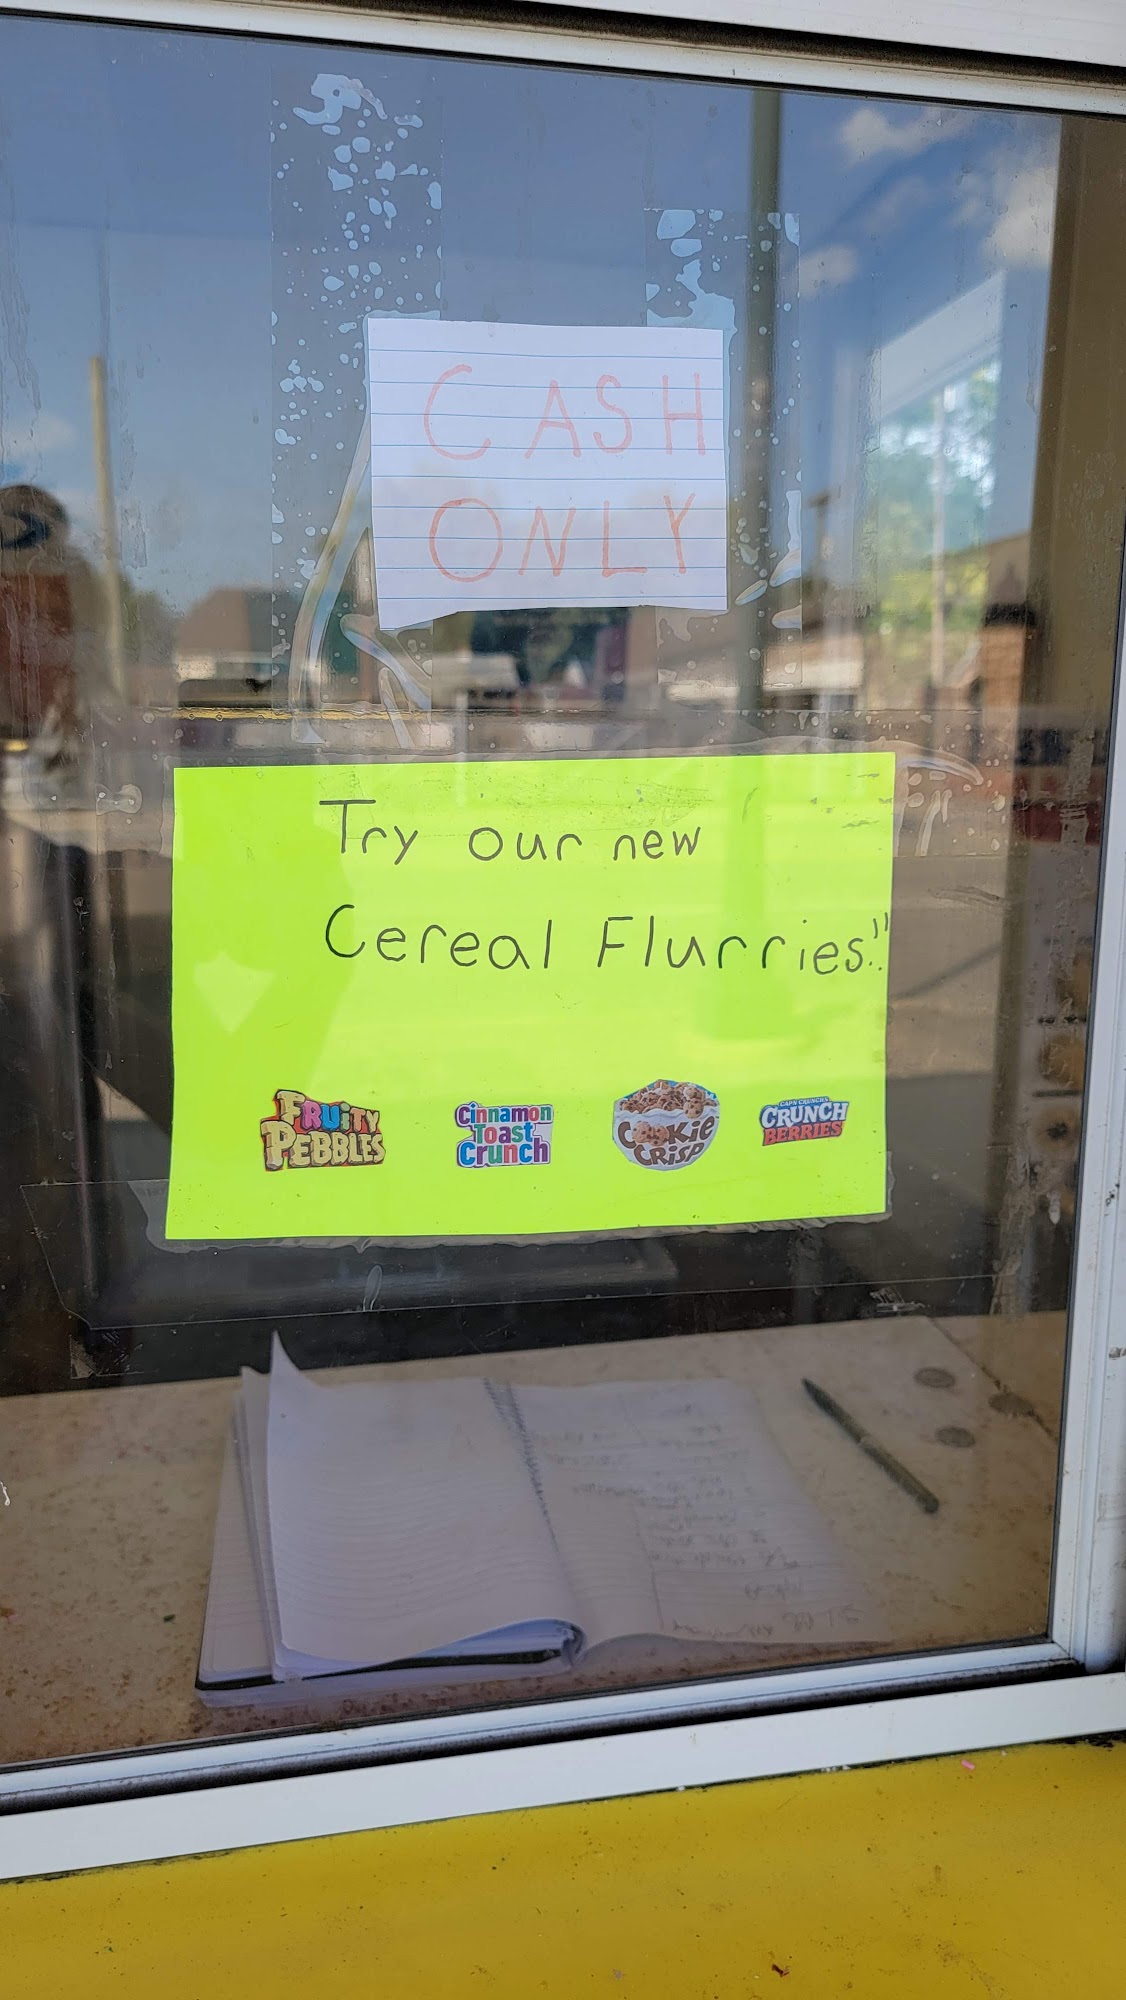 CASH
ONLY
Try our new
Cereal Flurries!!
FRUITY
PEBBLES
Cinnamon
Toast
Crunch
COOKIE
CRISP
CAP'N CRUNCH'S
CRUNCH
BERRIES